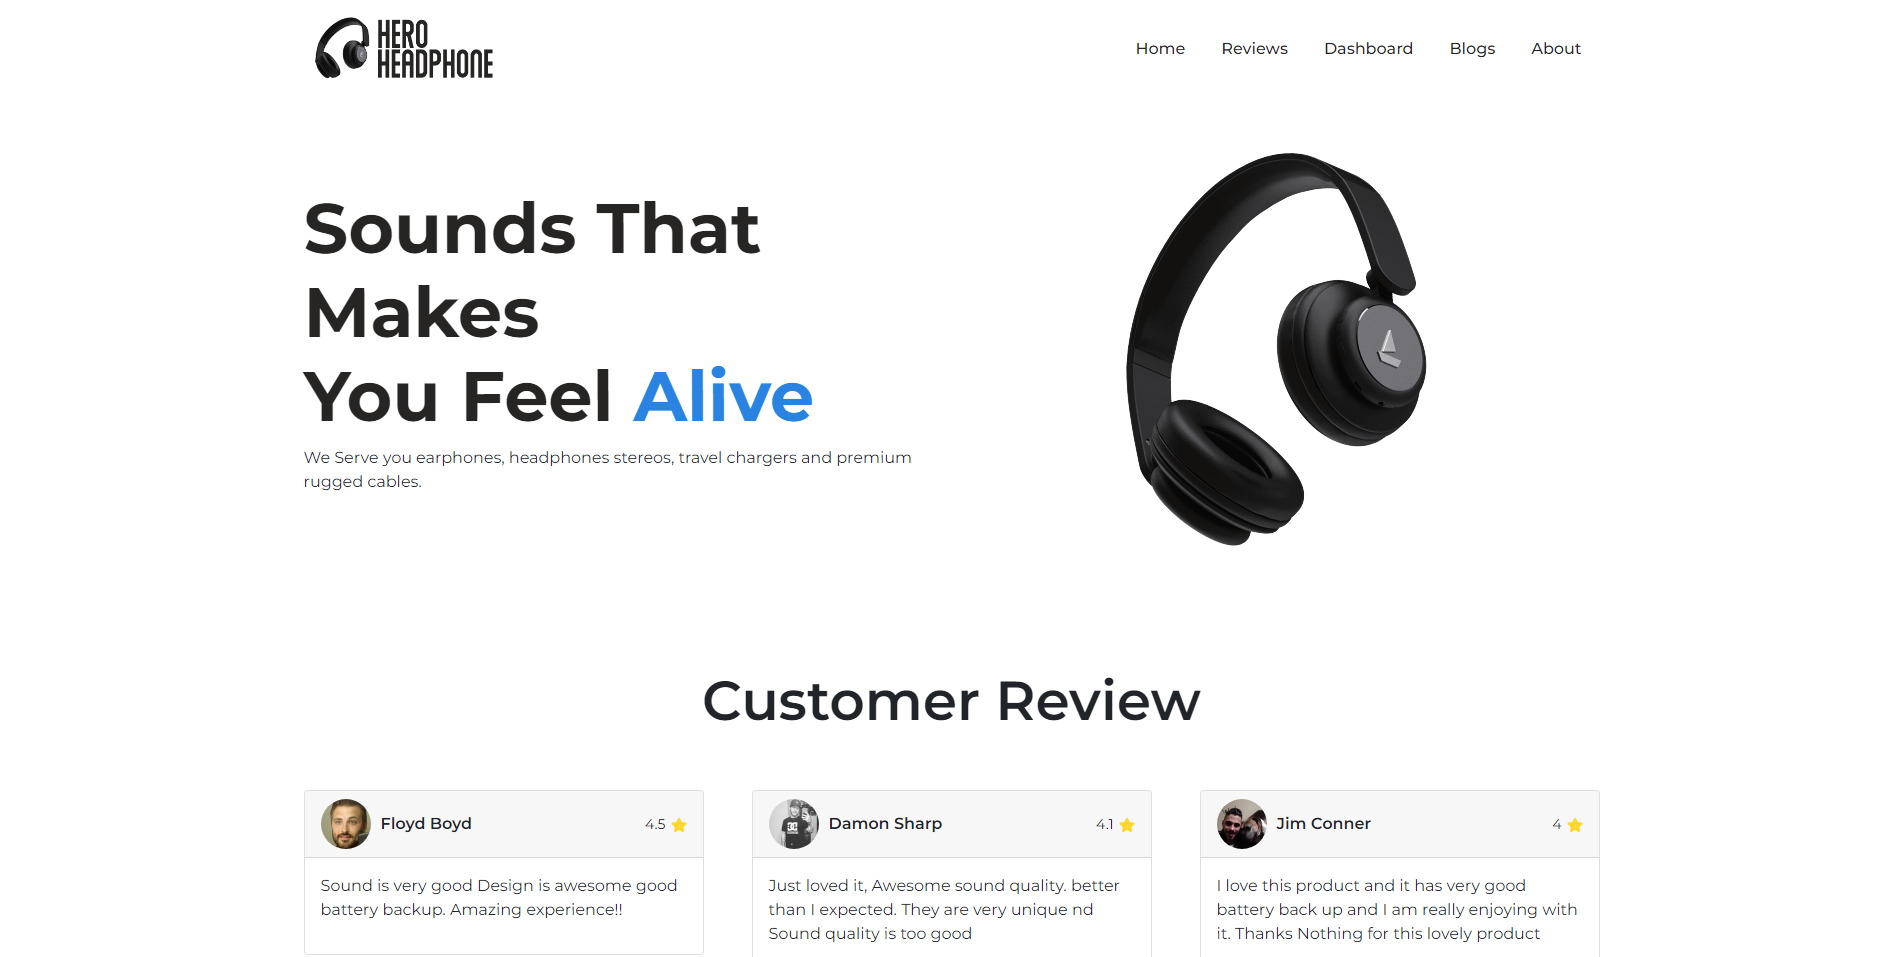 HERO
HEADPHONE
Home Reviews Dashboard Blogs About
Sounds That
Makes
You Feel Alive
We Serve you earphones, headphones stereos, travel chargers and premium
rugged cables.
Customer Review
Floyd Boyd 4.5
Sound is very good Design is awesome good
battery backup. Amazing experience!!
Damon Sharp 4.1
Just loved it, Awesome sound quality. better
than I expected. They are very unique nd
Sound quality is too good
Jim Conner 4
I love this product and it has very good
battery back up and I am really enjoying with
it. Thanks Nothing for this lovely product